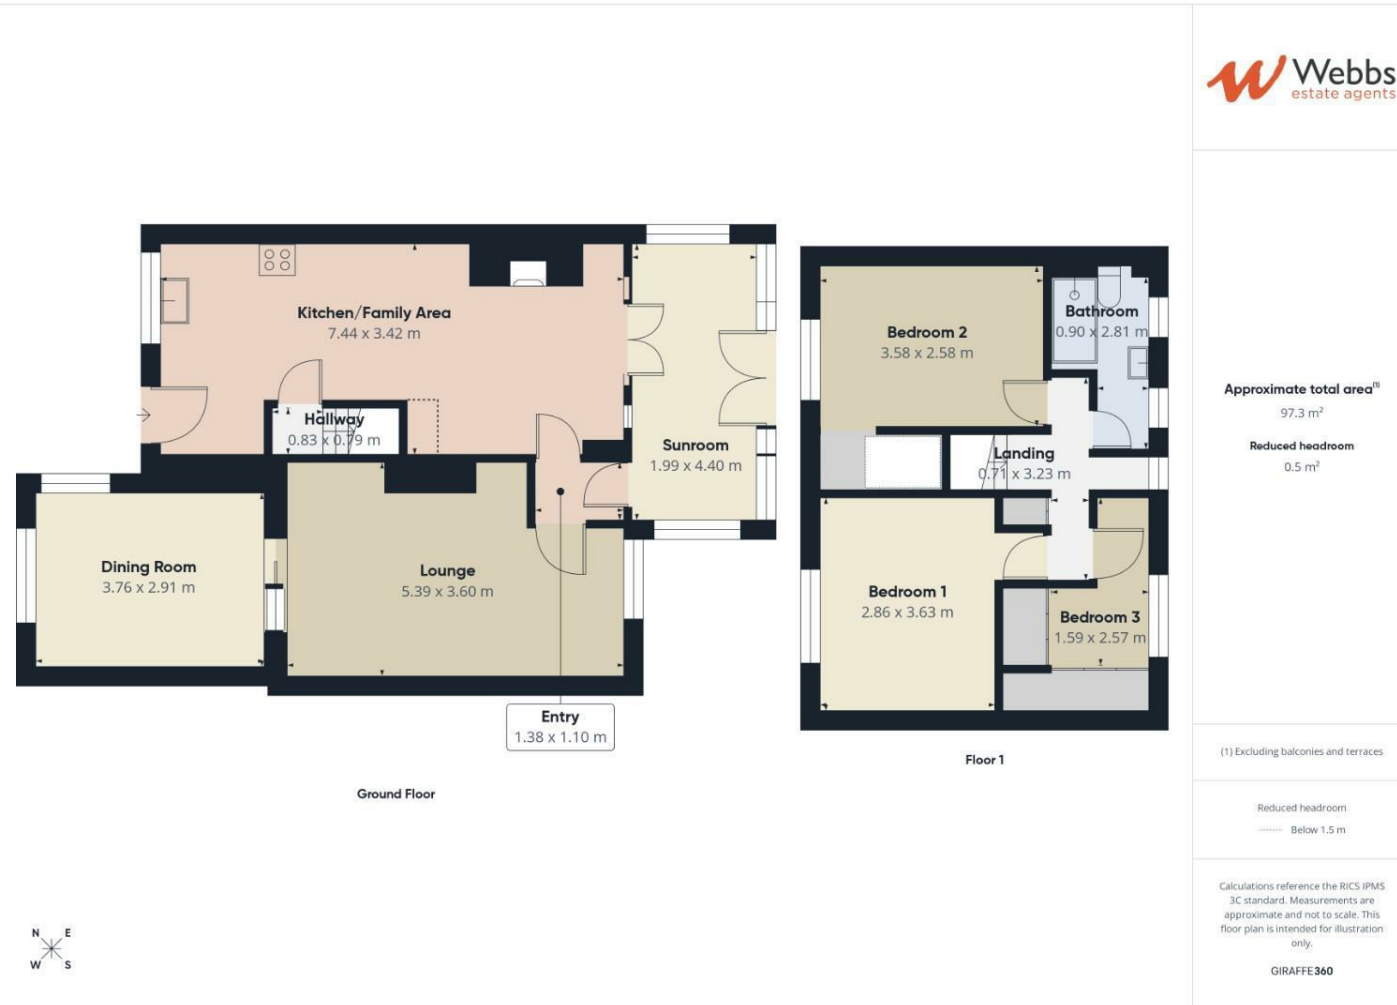 Webbs
estate agents
Kitchen/Family Area
7.44 x 3.42 m
Hallway
0.83 x 0.79 m
Sunroom
1.99 x 4.40 m
Dining Room
3.76 x 2.91 m
Lounge
5.39 x 3.60 m
Entry
1.38 x 1.10 m
Ground Floor
Bedroom 2
3.58 x 2.58 m
Bathroom
0.90 x 2.81 m
Landing
0.71 x 3.23 m
Bedroom 1
2.86 x 3.63 m
Bedroom 3
1.59 x 2.57 m
Floor 1
Approximate total area(1)
97.3 m²
Reduced headroom
0.5 m²
(1) Excluding balconies and terraces
Reduced headroom
Below 1.5 m
Calculations reference the RICS IPMS
3C standard. Measurements are
approximate and not to scale. This
floor plan is intended for illustration
only.
GIRAFFE360
N E
W S